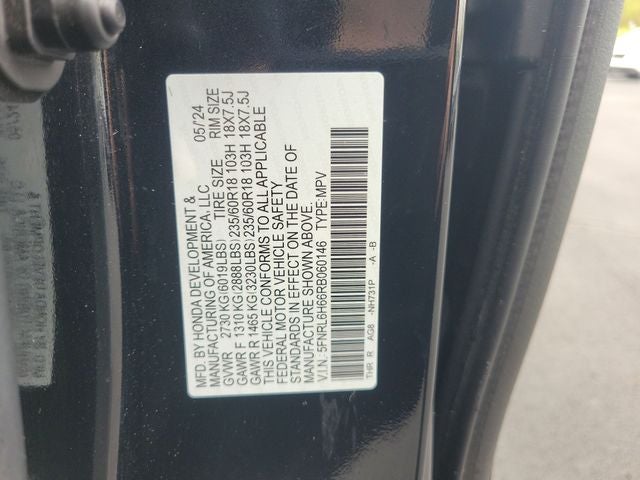 MFD. BY HONDA DEVELOPMENT &
MANUFACTURING OF AMERICA, LLC 05/'24
GVWR 2730 KG(6019LBS) TIRE SIZE RIM SIZE
GAWR F 1310 KG(2888LBS) 235/60R18 103H 18X7.5J
GAWR R 1465 KG(3230LBS) 235/60R18 103H 18X7.5J
THIS VEHICLE CONFORMS TO ALL APPLICABLE
FEDERAL MOTOR VEHICLE SAFETY
STANDARDS IN EFFECT ON THE DATE OF
MANUFACTURE SHOWN ABOVE.
V.I.N. 5FNRL6H66RB060146 TYPE:MPV
THR R AG8 -NH731P -A -B